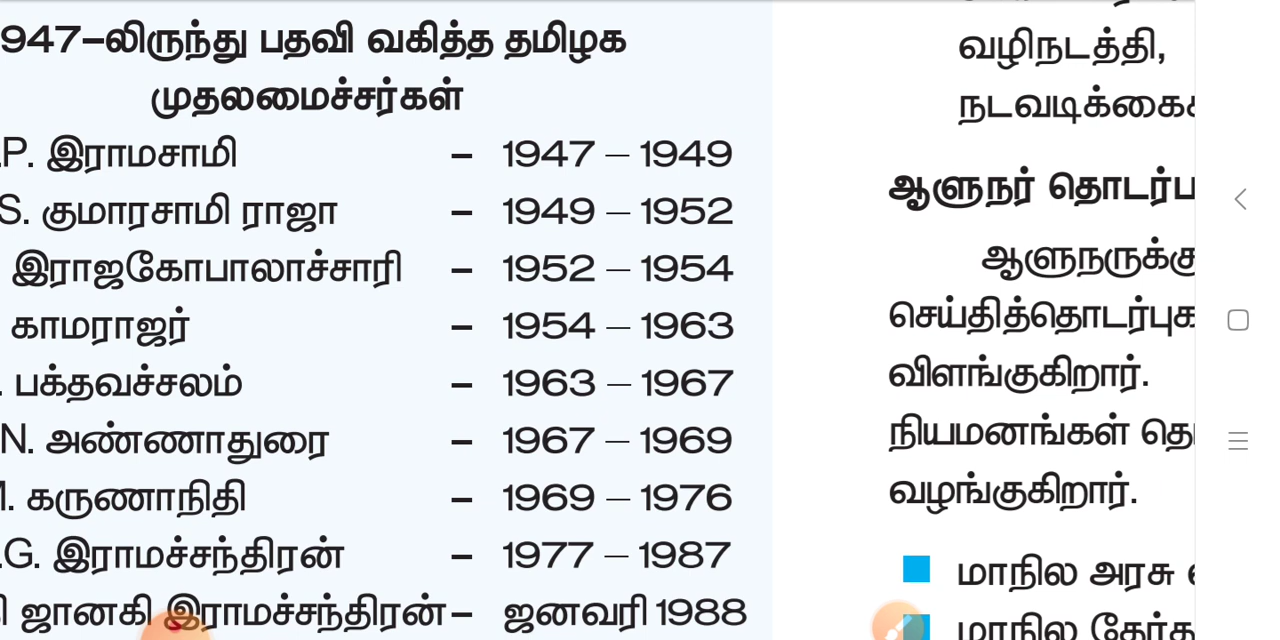 947–லிருந்து பதவி வகித்த தமிழக
முதலமைச்சர்கள்
.P. இராமசாமி – 1947 – 1949
S. குமாரசாமி ராஜா – 1949 – 1952
இராஜகோபாலாச்சாரி – 1952 – 1954
காமராஜர் – 1954 – 1963
. பக்தவச்சலம் – 1963 – 1967
N. அண்ணாதுரை – 1967 – 1969
M. கருணாநிதி – 1969 – 1976
.G. இராமச்சந்திரன் – 1977 – 1987
ஜானகி இராமச்சந்திரன் – ஜனவரி 1988
வழிநடத்தி,
நடவடிக்கைக
ஆளுநர் தொடர்ப
ஆளுநருக்கு
செய்தித்தொடர்புக
விளங்குகிறார்.
நியமனங்கள் தெ
வழங்குகிறார்.
மாநில அரசு
மாநில தேர்த